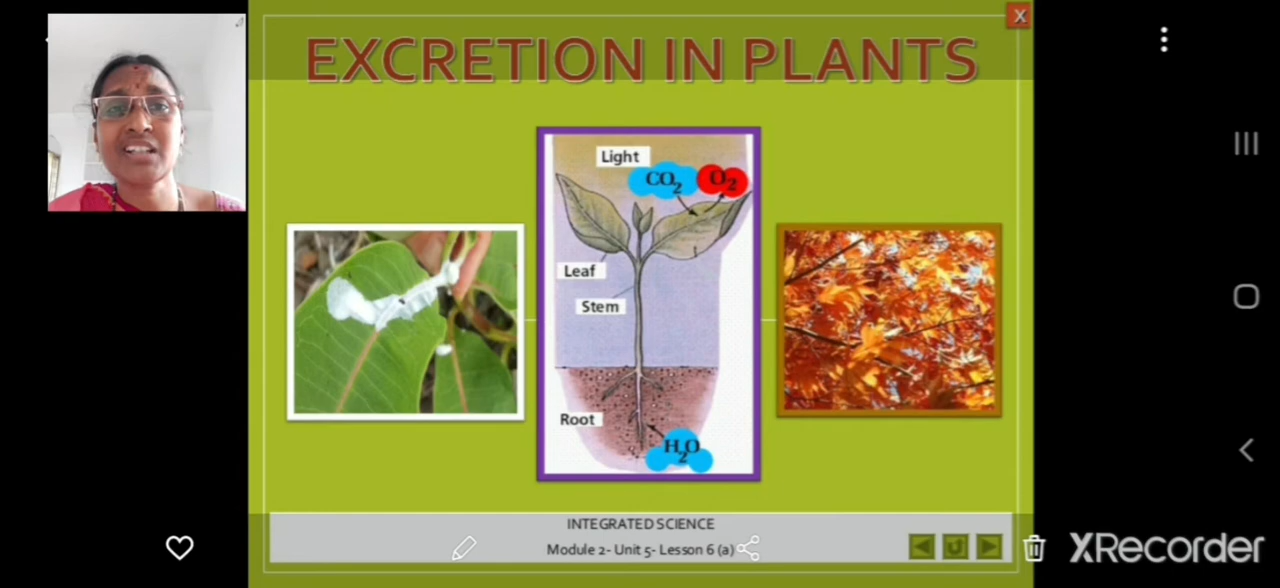 X
EXCRETION IN PLANTS
Light
CO2
O2
Leaf
Stem
Root
H2O
INTEGRATED SCIENCE
Module 2- Unit 5- Lesson 6 (a)
XRecorder